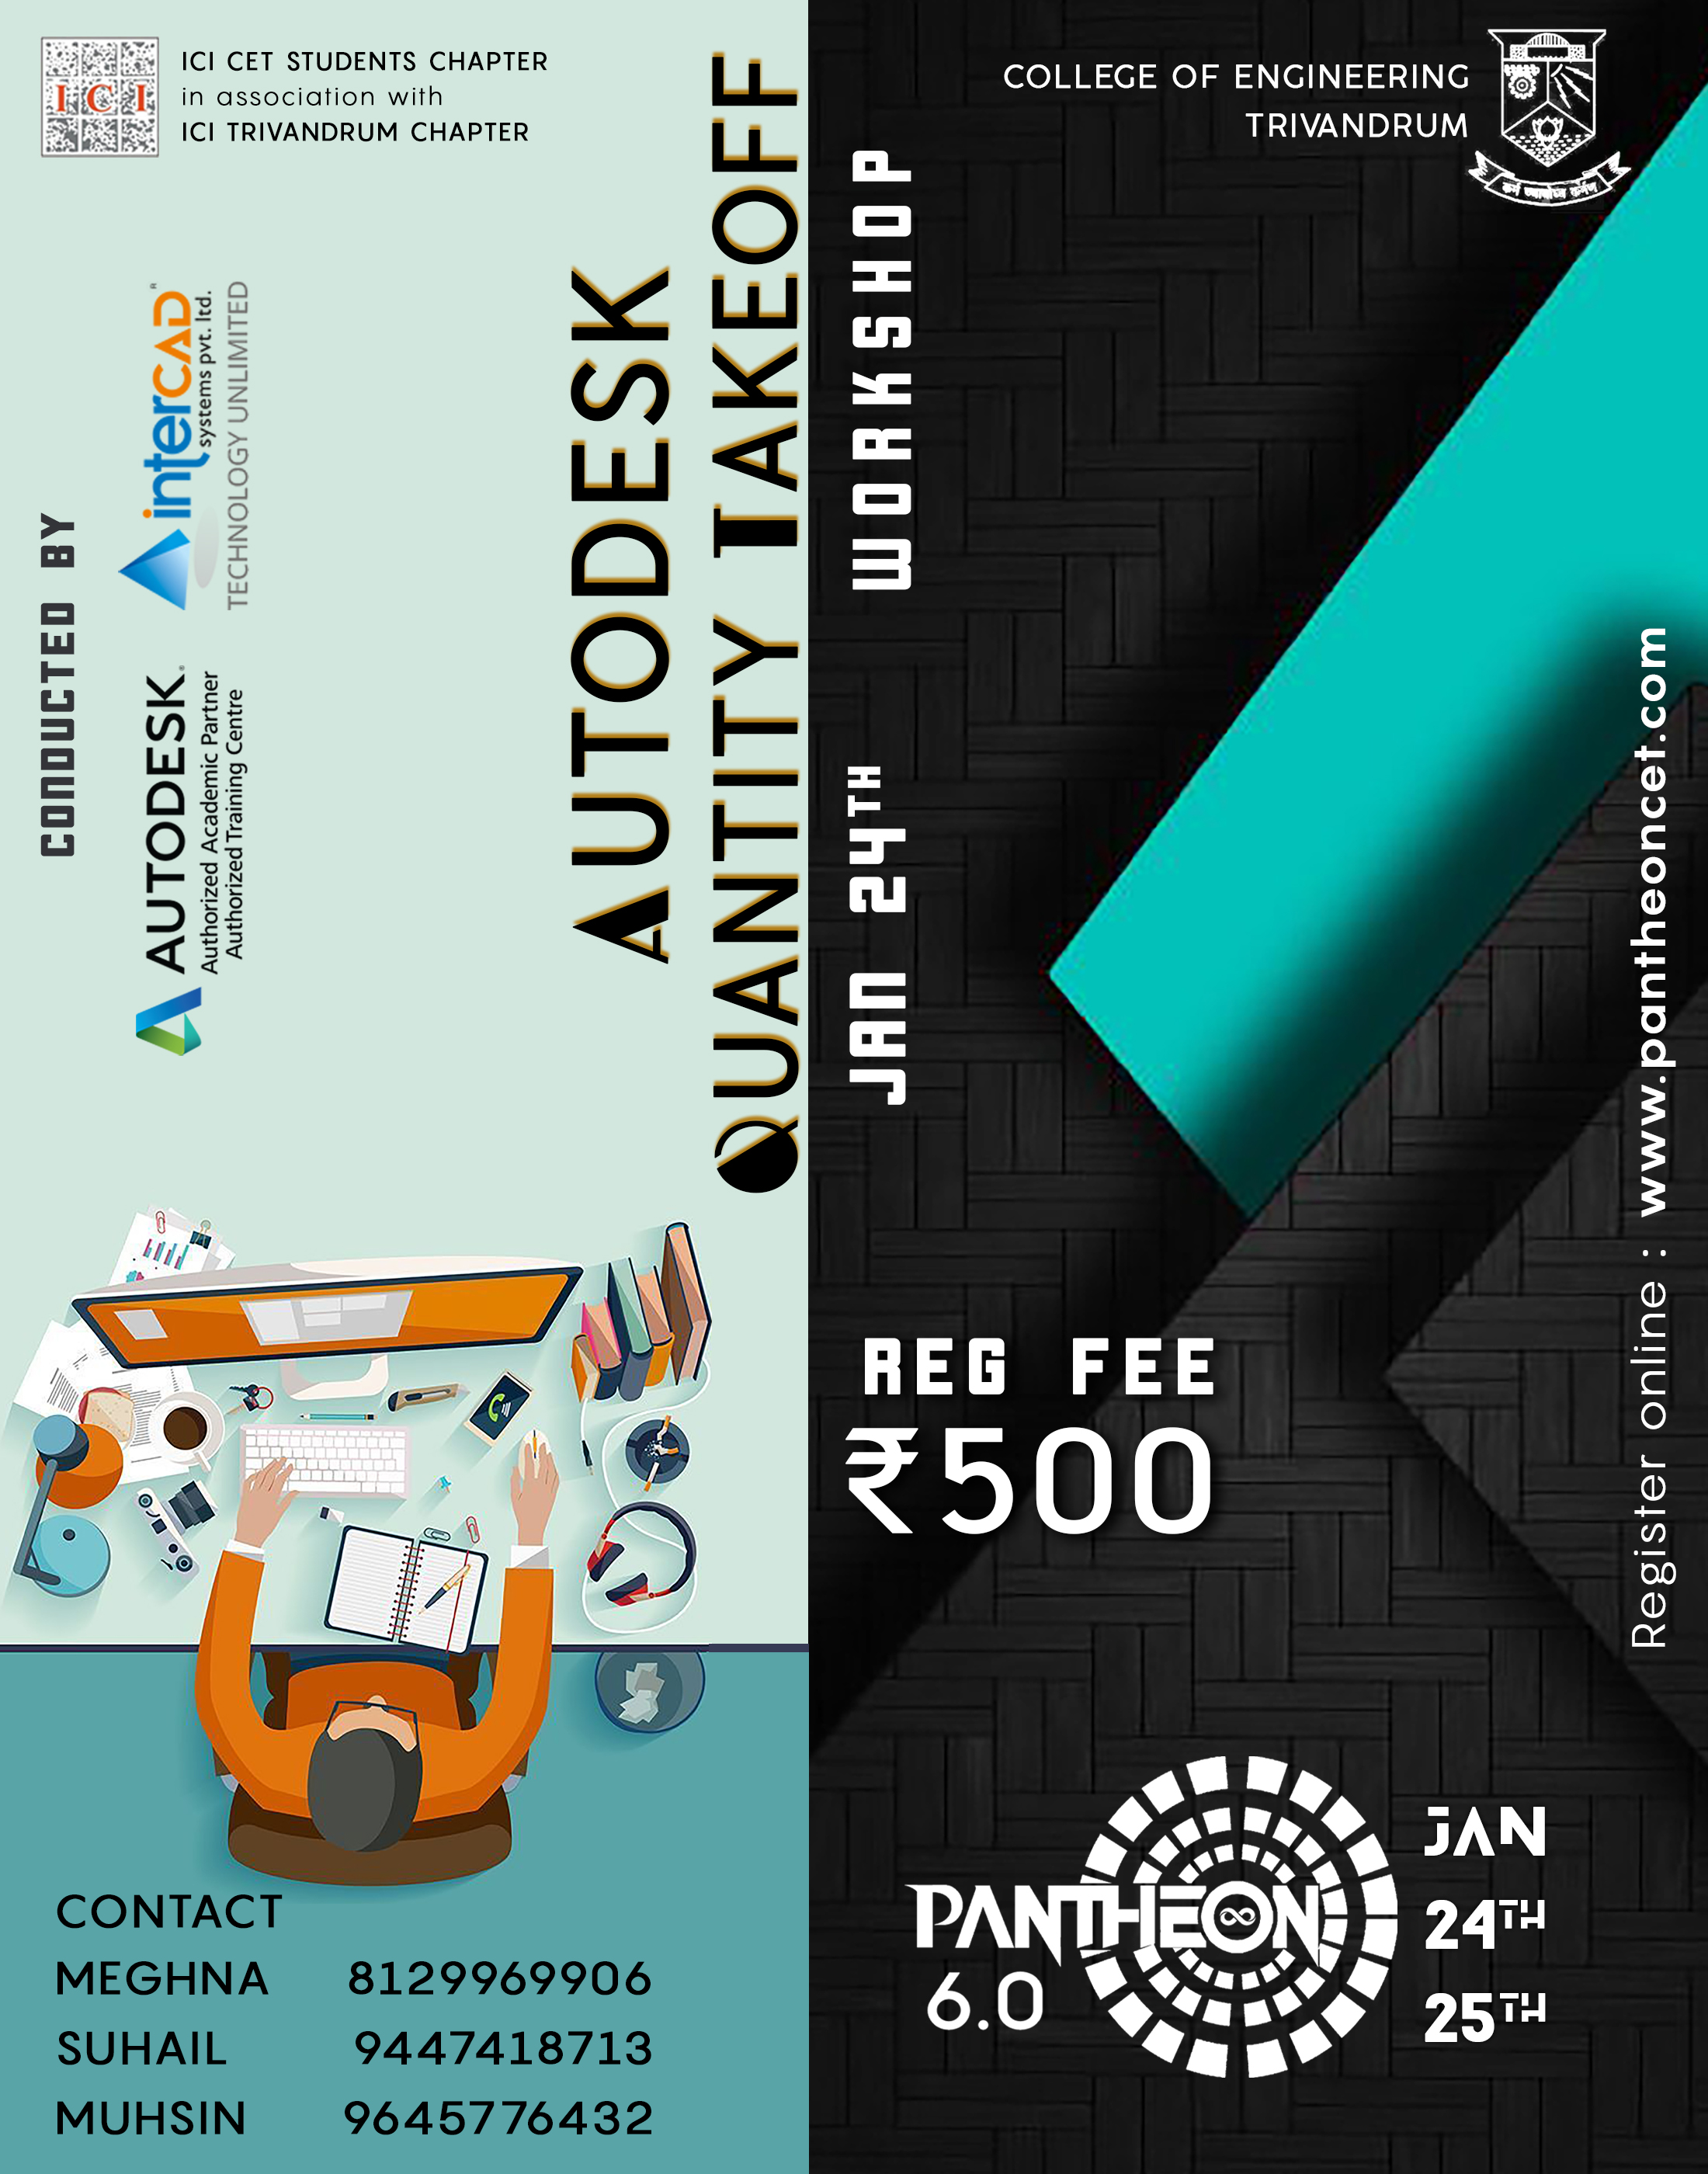 ICI
ICI CET STUDENTS CHAPTER
in association with
ICI TRIVANDRUM CHAPTER
COLLEGE OF ENGINEERING
TRIVANDRUM
CONDUCTED BY
AUTODESK®
Authorized Academic Partner
Authorized Training Centre
interCAD®
systems pvt. ltd.
TECHNOLOGY UNLIMITED
AUTODESK
QUANTITY TAKEOFF
JAN 24TH WORKSHOP
REG FEE
₹500
Register online : www.pantheoncet.com
PANTHEON
6.0
JAN
24TH
25TH
CONTACT
MEGHNA 8129969906
SUHAIL 9447418713
MUHSIN 9645776432